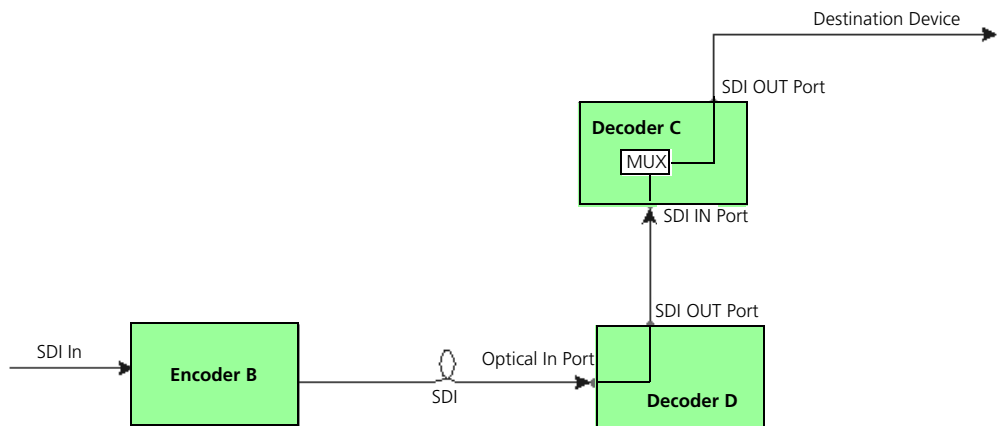 Destination Device
SDI OUT Port
Decoder C
MUX
SDI IN Port
SDI OUT Port
SDI In
Optical In Port
Encoder B
SDI
Decoder D